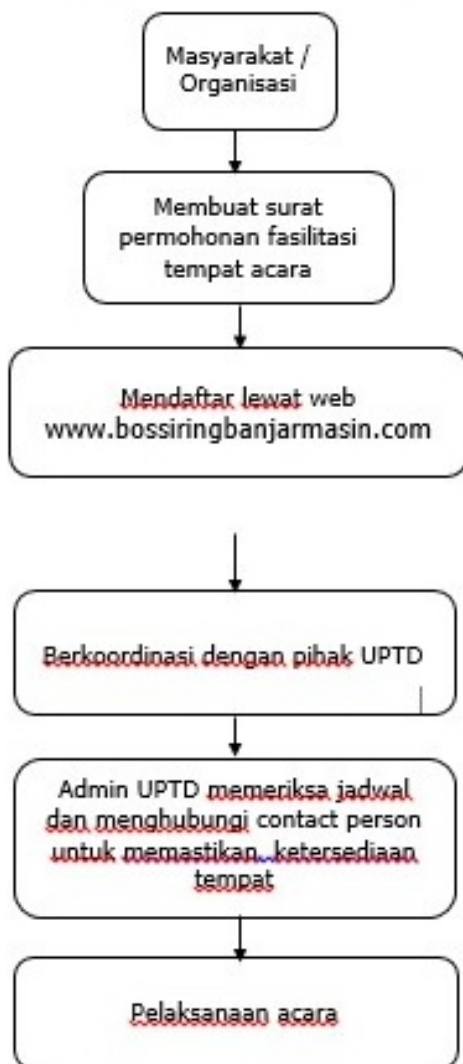 Masyarakat /
Organisasi
Membuat surat
permohonan fasilitasi
tempat acara
Mendaftar lewat web
www.bossiringbanjarmasin.com
Berkoordinasi dengan pihak UPTD
Admin UPTD memeriksa jadwal
dan menghubungi contact person
untuk memastikan ketersediaan
tempat
Pelaksanaan acara